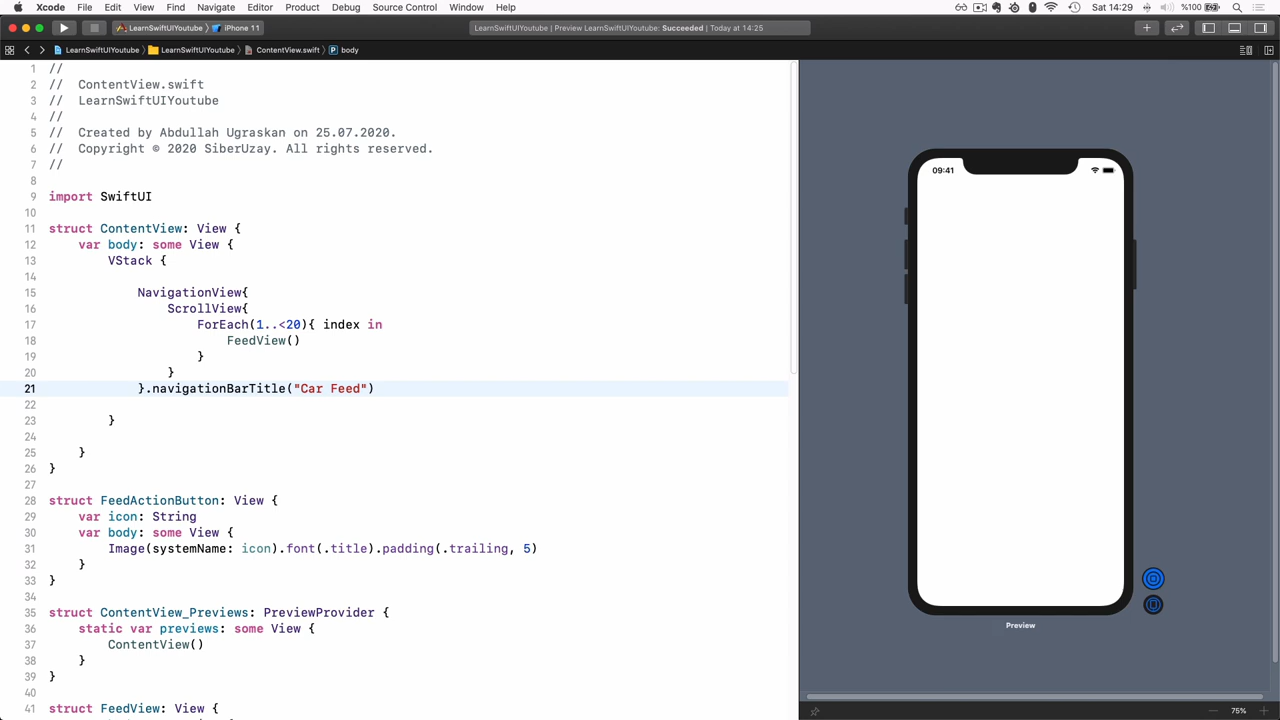 Xcode File Edit View Find Navigate Editor Product Debug Source Control Window Help Sat 14:29 %100
LearnSwiftUIYoutube iPhone 11 LearnSwiftUIYoutube | Preview LearnSwiftUIYoutube: Succeeded | Today at 14:25
LearnSwiftUIYoutube LearnSwiftUIYoutube ContentView.swift P body
1 //
2 // ContentView.swift
3 // LearnSwiftUIYoutube
4 //
5 // Created by Abdullah Ugraskan on 25.07.2020.
6 // Copyright © 2020 SiberUzay. All rights reserved.
7 //
8
9 import SwiftUI
10
11 struct ContentView: View {
12 var body: some View {
13 VStack {
14
15 NavigationView{
16 ScrollView{
17 ForEach(1..<20){ index in
18 FeedView()
19 }
20 }
21 }.navigationBarTitle("Car Feed")
22
23 }
24
25 }
26 }
27
28 struct FeedActionButton: View {
29 var icon: String
30 var body: some View {
31 Image(systemName: icon).font(.title).padding(.trailing, 5)
32 }
33 }
34
35 struct ContentView_Previews: PreviewProvider {
36 static var previews: some View {
37 ContentView()
38 }
39 }
40
41 struct FeedView: View {
09:41
Preview
75%